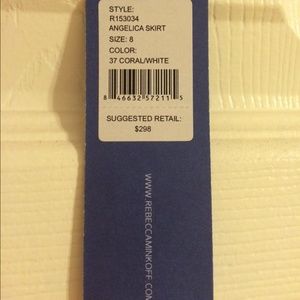 STYLE:
R153034
ANGELICA SKIRT
SIZE: 8
COLOR:
37 CORAL/WHITE
8 46632 57211 5
SUGGESTED RETAIL:
$298
WWW.REBECCAMINKOFF.COM